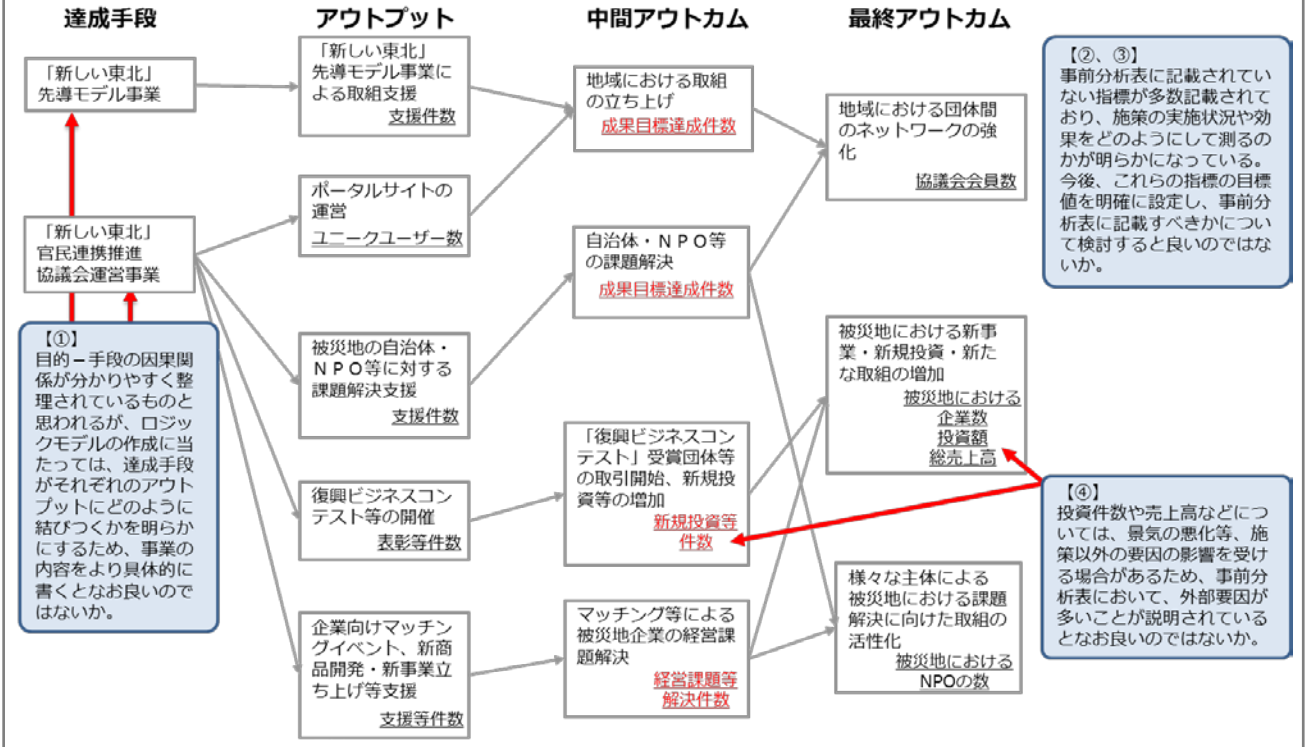 達成手段
アウトプット
中間アウトカム
最終アウトカム
「新しい東北」
先導モデル事業
「新しい東北」
官民連携推進
協議会運営事業
【①】
目的－手段の因果関
係が分かりやすく整
理されているものと
思われるが、ロジッ
クモデルの作成に当
たっては、達成手段
がそれぞれのアウト
プットにどのように
結びつくかを明らか
にするため、事業の
内容をより具体的に
書くとなお良いので
はないか。
「新しい東北」
先導モデル事業に
よる取組支援
支援件数
ポータルサイトの
運営
ユニークユーザー数
被災地の自治体・
ＮＰＯ等に対する
課題解決支援
支援件数
復興ビジネスコン
テスト等の開催
表彰等件数
企業向けマッチン
グイベント、新商
品開発・新事業立
ち上げ等支援
支援等件数
地域における取組
の立ち上げ
成果目標達成件数
自治体・ＮＰＯ等
の課題解決
成果目標達成件数
「復興ビジネスコン
テスト」受賞団体等
の取引開始、新規投
資等の増加
新規投資等
件数
マッチング等による
被災地企業の経営課
題解決
経営課題等
解決件数
地域における団体間
のネットワークの強
化
協議会会員数
被災地における新事
業・新規投資・新た
な取組の増加
被災地における
企業数
投資額
総売上高
様々な主体による
被災地における課題
解決に向けた取組の
活性化
被災地における
NPOの数
【②、③】
事前分析表に記載されてい
ない指標が多数記載されて
おり、施策の実施状況や効
果をどのようにして測るの
かが明らかになっている。
今後、これらの指標の目標
値を明確に設定し、事前分
析表に記載すべきかについ
て検討すると良いのではな
いか。
【④】
投資件数や売上高などにつ
いては、景気の悪化等、施
策以外の要因の影響を受け
る場合があるため、事前分
析表において、外部要因が
多いことが説明されている
となお良いのではないか。